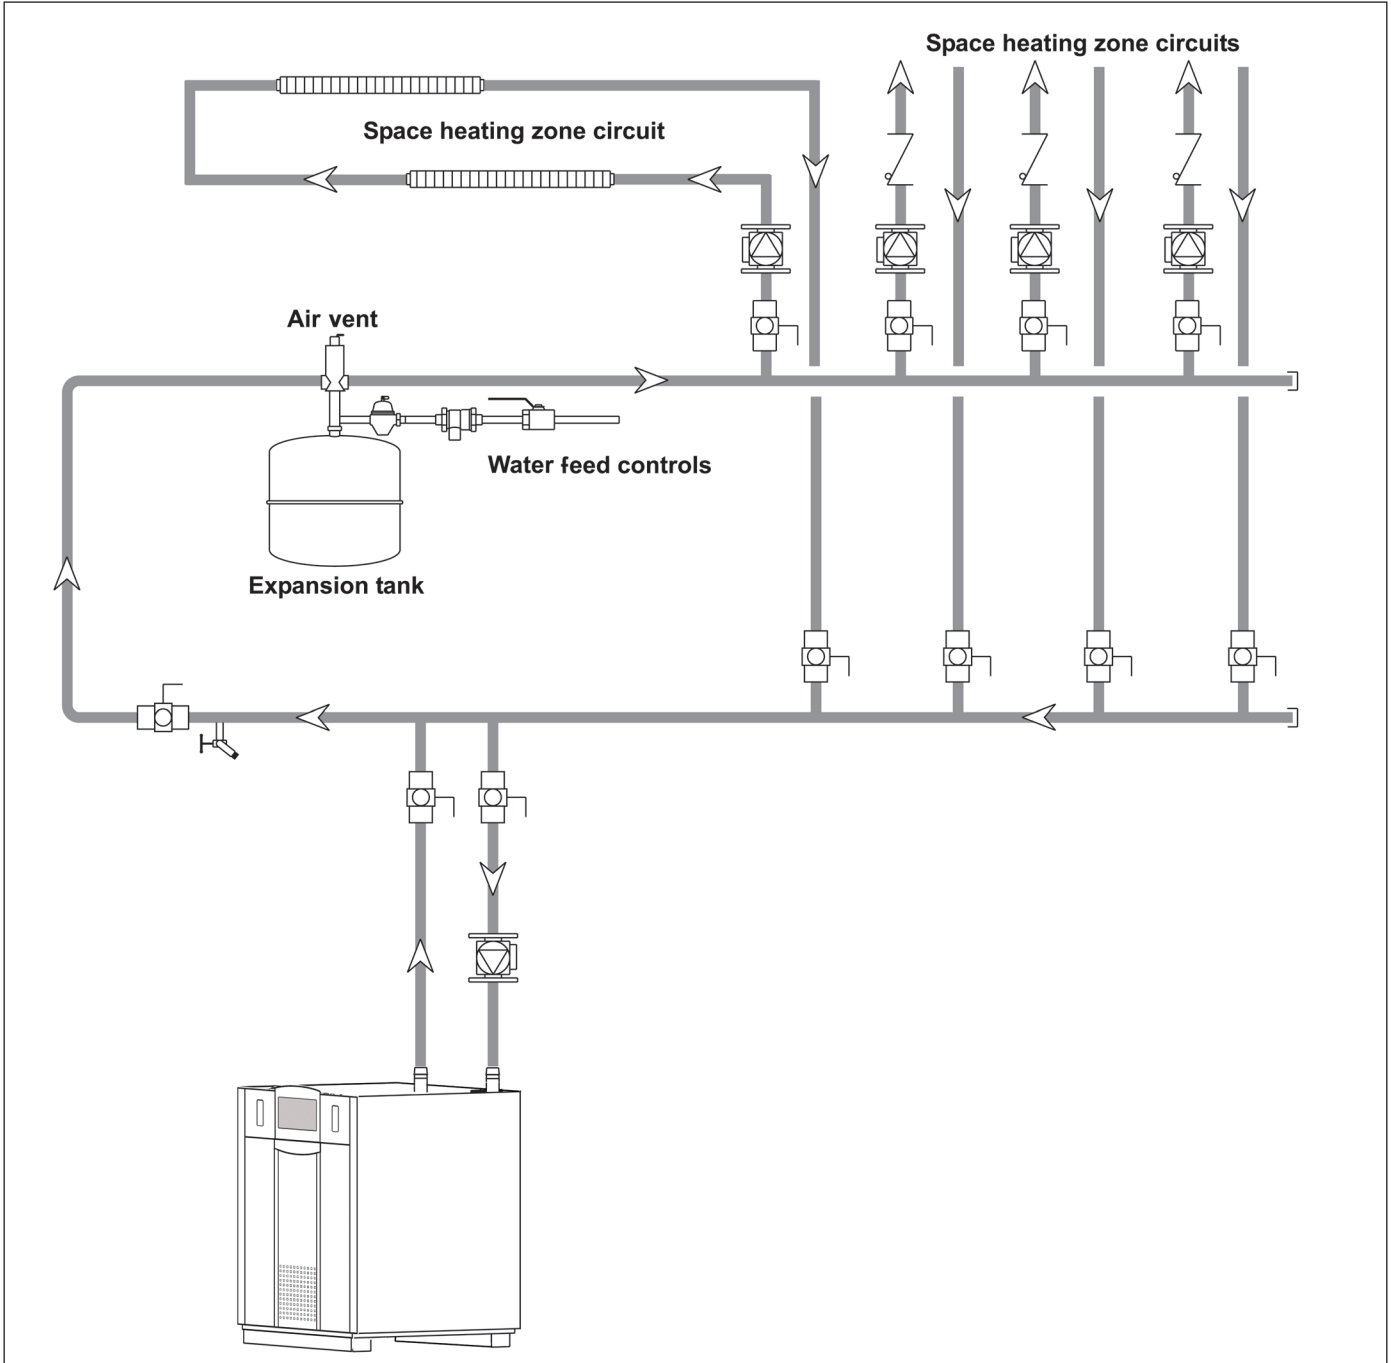 Space heating zone circuits
Space heating zone circuit
Air vent
Water feed controls
Expansion tank